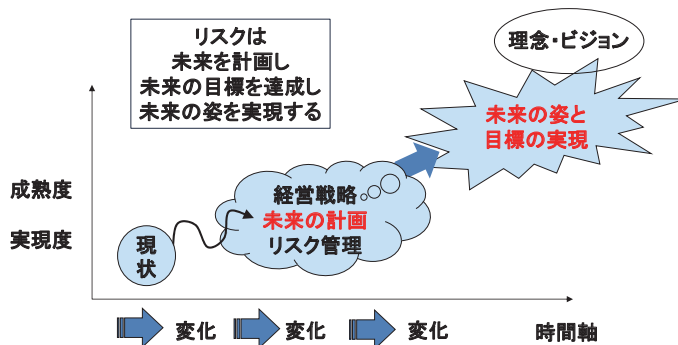 リスクは
未来を計画し
未来の目標を達成し
未来の姿を実現する
理念・ビジョン
未来の姿と
目標の実現
成熟度
実現度
経営戦略
未来の計画
リスク管理
現
状
変化
変化
変化
時間軸